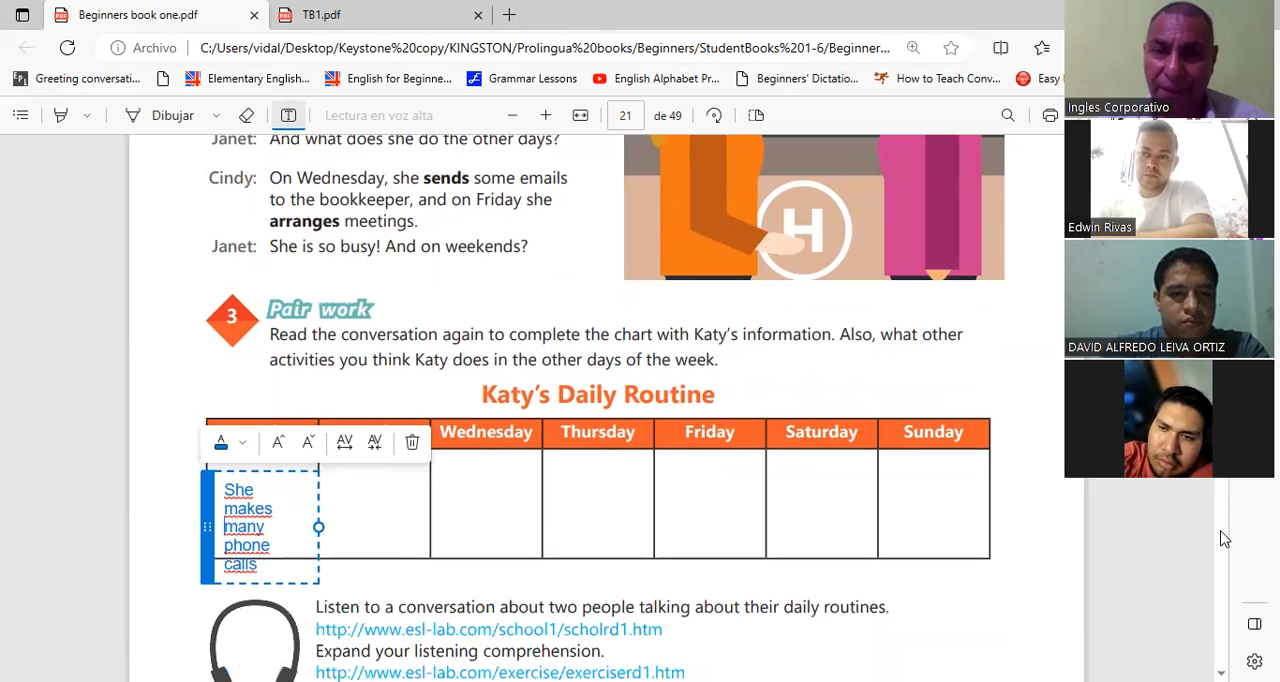 Beginners book one.pdf
TB1.pdf
Archivo
C:/Users/vidal/Desktop/Keystone%20copy/KINGSTON/Prolingua%20books/Beginners/StudentBooks%201-6/Beginner...
Greeting conversati...
Elementary English...
English for Beginne...
Grammar Lessons
English Alphabet Pr...
Beginners' Dictatio...
How to Teach Conv...
Easy
Dibujar
Lectura en voz alta
21
de 49
Janet: And what does she do the other days?
Cindy: On Wednesday, she sends some emails
to the bookkeeper, and on Friday she
arranges meetings.
Janet: She is so busy! And on weekends?
H
3
Pair work
Read the conversation again to complete the chart with Katy's information. Also, what other
activities you think Katy does in the other days of the week.
Katy's Daily Routine
Wednesday
Thursday
Friday
Saturday
Sunday
She
makes
many
phone
calls
Listen to a conversation about two people talking about their daily routines.
http://www.esl-lab.com/school1/scholrd1.htm
Expand your listening comprehension.
http://www.esl-lab.com/exercise/exerciserd1.htm
Ingles Corporativo
Edwin Rivas
DAVID ALFREDO LEIVA ORTIZ